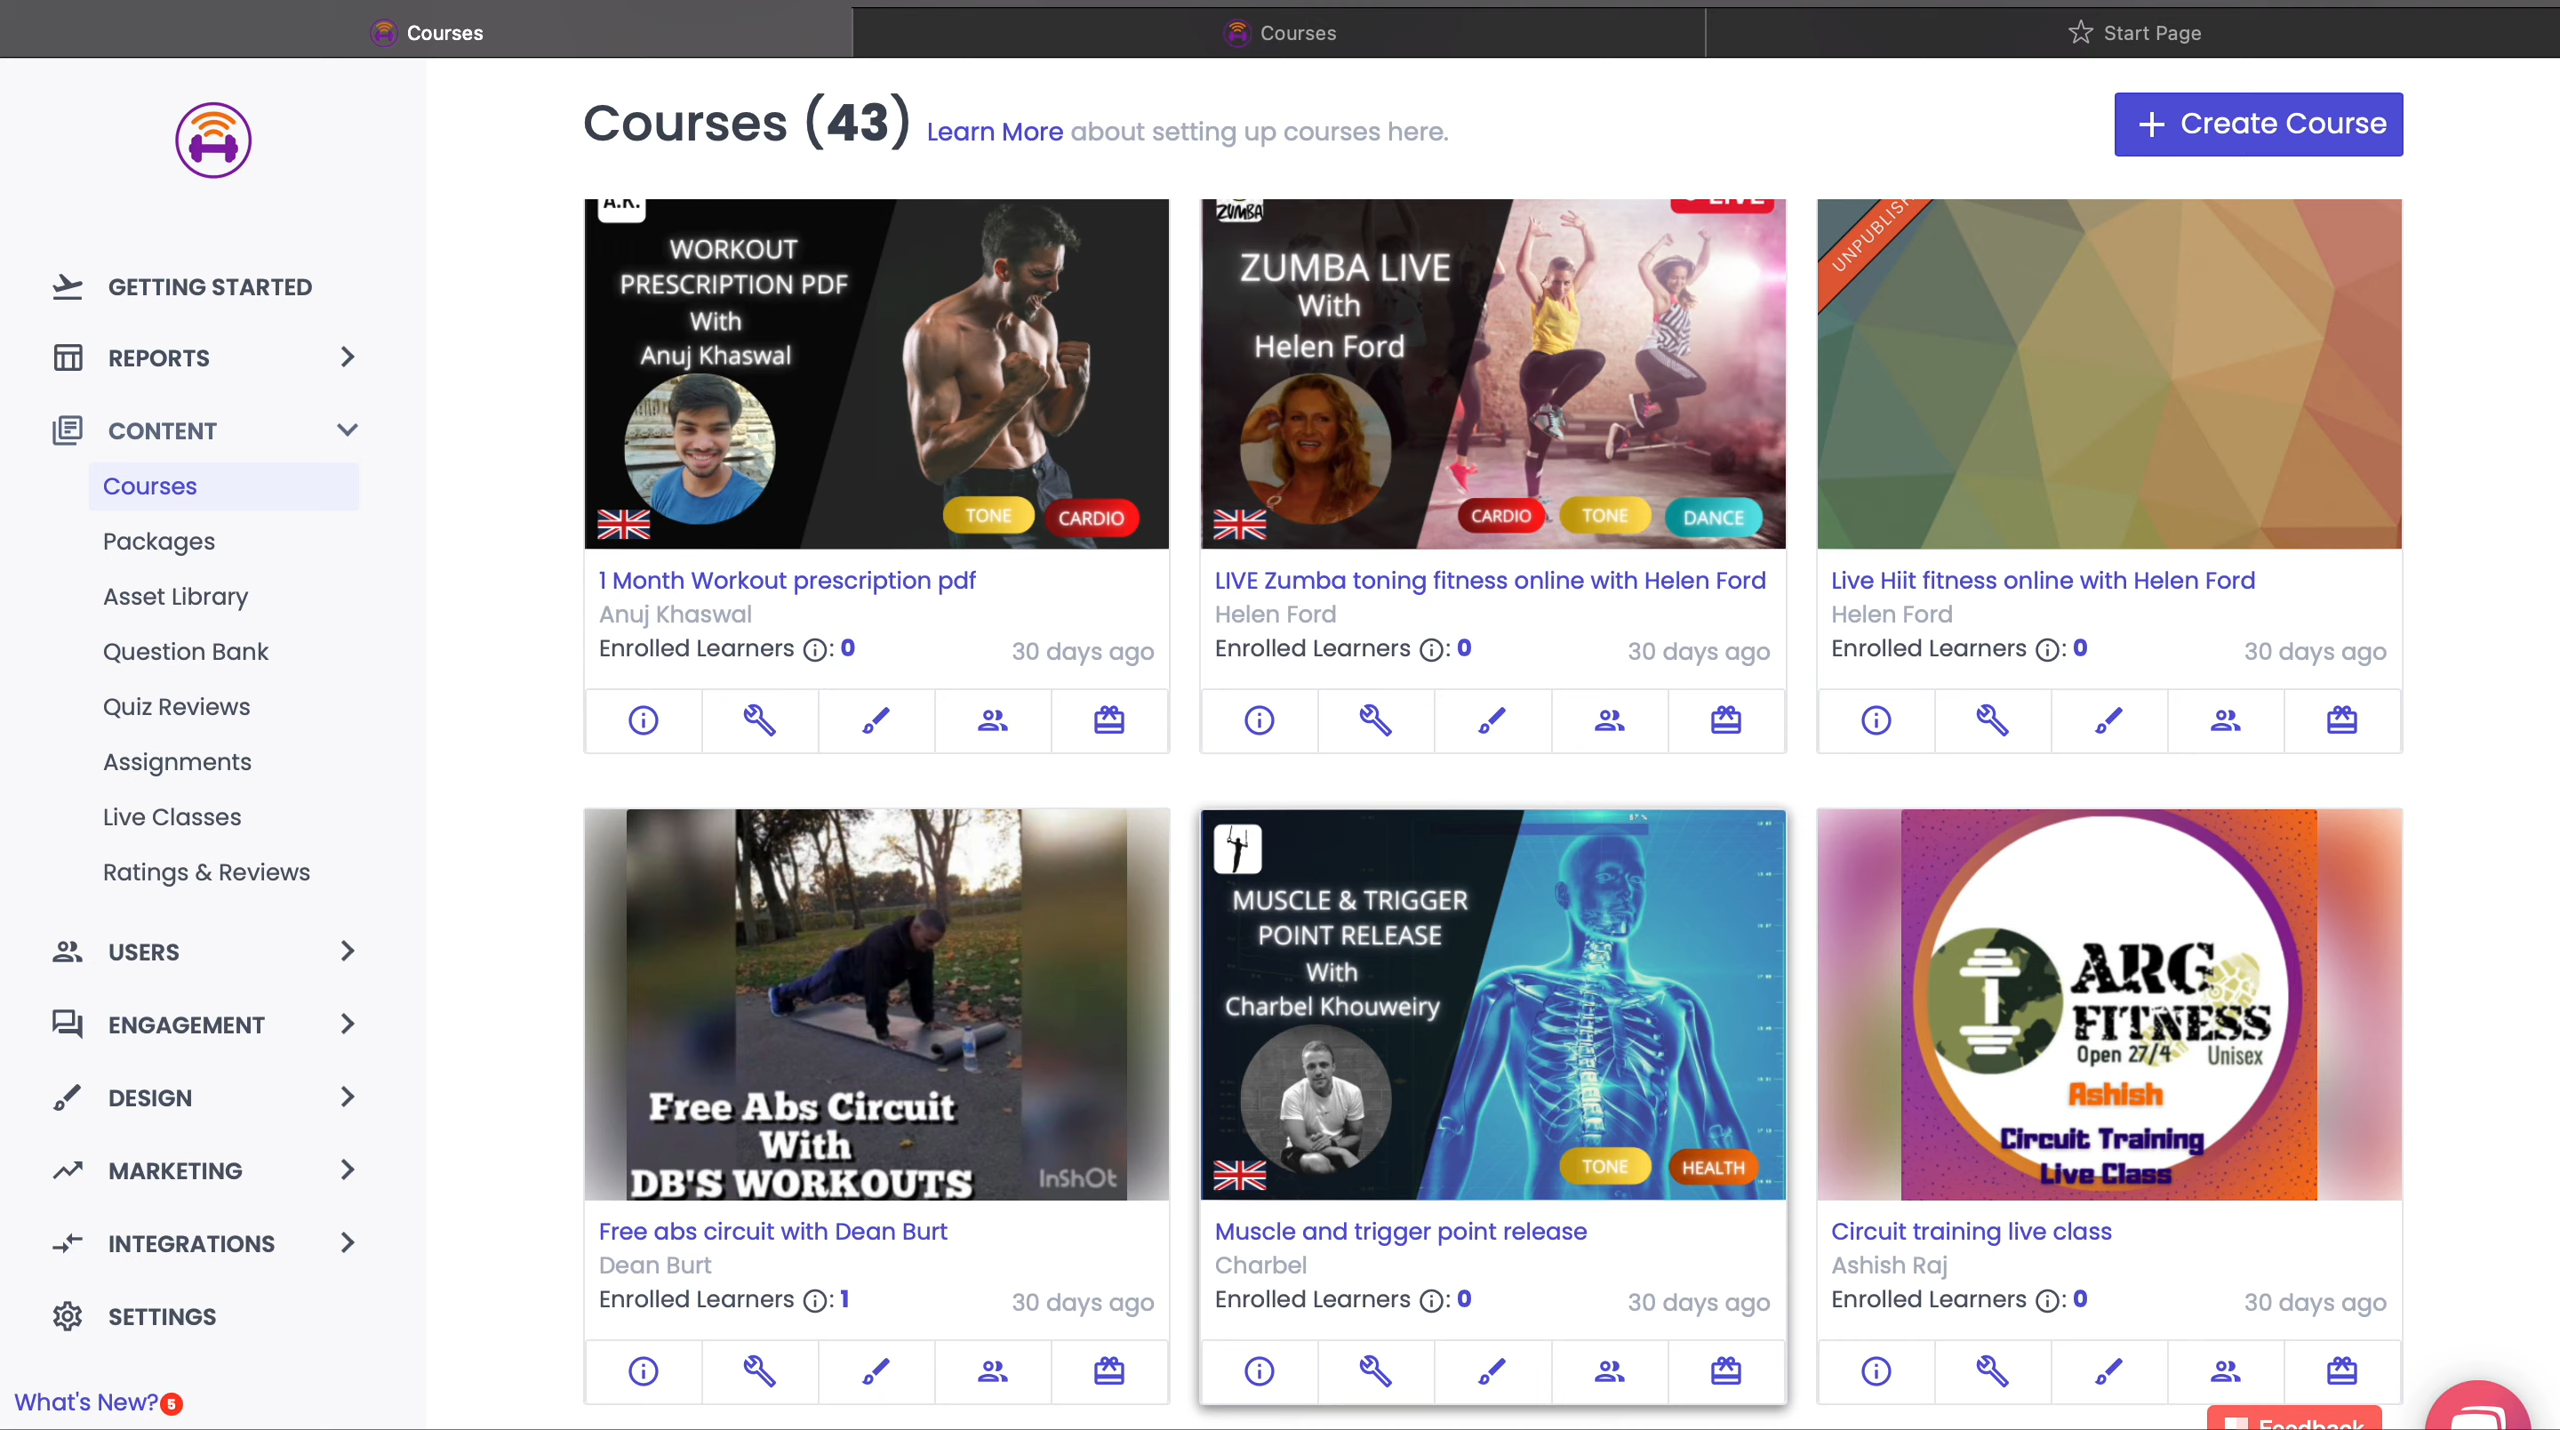 Courses
Courses
Start Page
Courses (43) Learn More about setting up courses here.
+ Create Course
GETTING STARTED
REPORTS
CONTENT
Courses
Packages
Asset Library
Question Bank
Quiz Reviews
Assignments
Live Classes
Ratings & Reviews
USERS
ENGAGEMENT
DESIGN
MARKETING
INTEGRATIONS
SETTINGS
What's New? 5
A.K.
WORKOUT
PRESCRIPTION PDF
With
Anuj Khaswal
TONE
CARDIO
1 Month Workout prescription pdf
Anuj Khaswal
Enrolled Learners : 0
30 days ago
ZUMBA
LIVE
ZUMBA LIVE
With
Helen Ford
CARDIO
TONE
DANCE
LIVE Zumba toning fitness online with Helen Ford
Helen Ford
Enrolled Learners : 0
30 days ago
UNPUBLISH
Live Hiit fitness online with Helen Ford
Helen Ford
Enrolled Learners : 0
30 days ago
Free Abs Circuit
With
DB'S WORKOUTS
InShOt
Free abs circuit with Dean Burt
Dean Burt
Enrolled Learners : 1
30 days ago
MUSCLE & TRIGGER
POINT RELEASE
With
Charbel Khouweiry
TONE
HEALTH
Muscle and trigger point release
Charbel
Enrolled Learners : 0
30 days ago
ARG
FITNESS
Open 27/4 Unisex
Ashish
Circuit Training
Live Class
Circuit training live class
Ashish Raj
Enrolled Learners : 0
30 days ago
Feedback